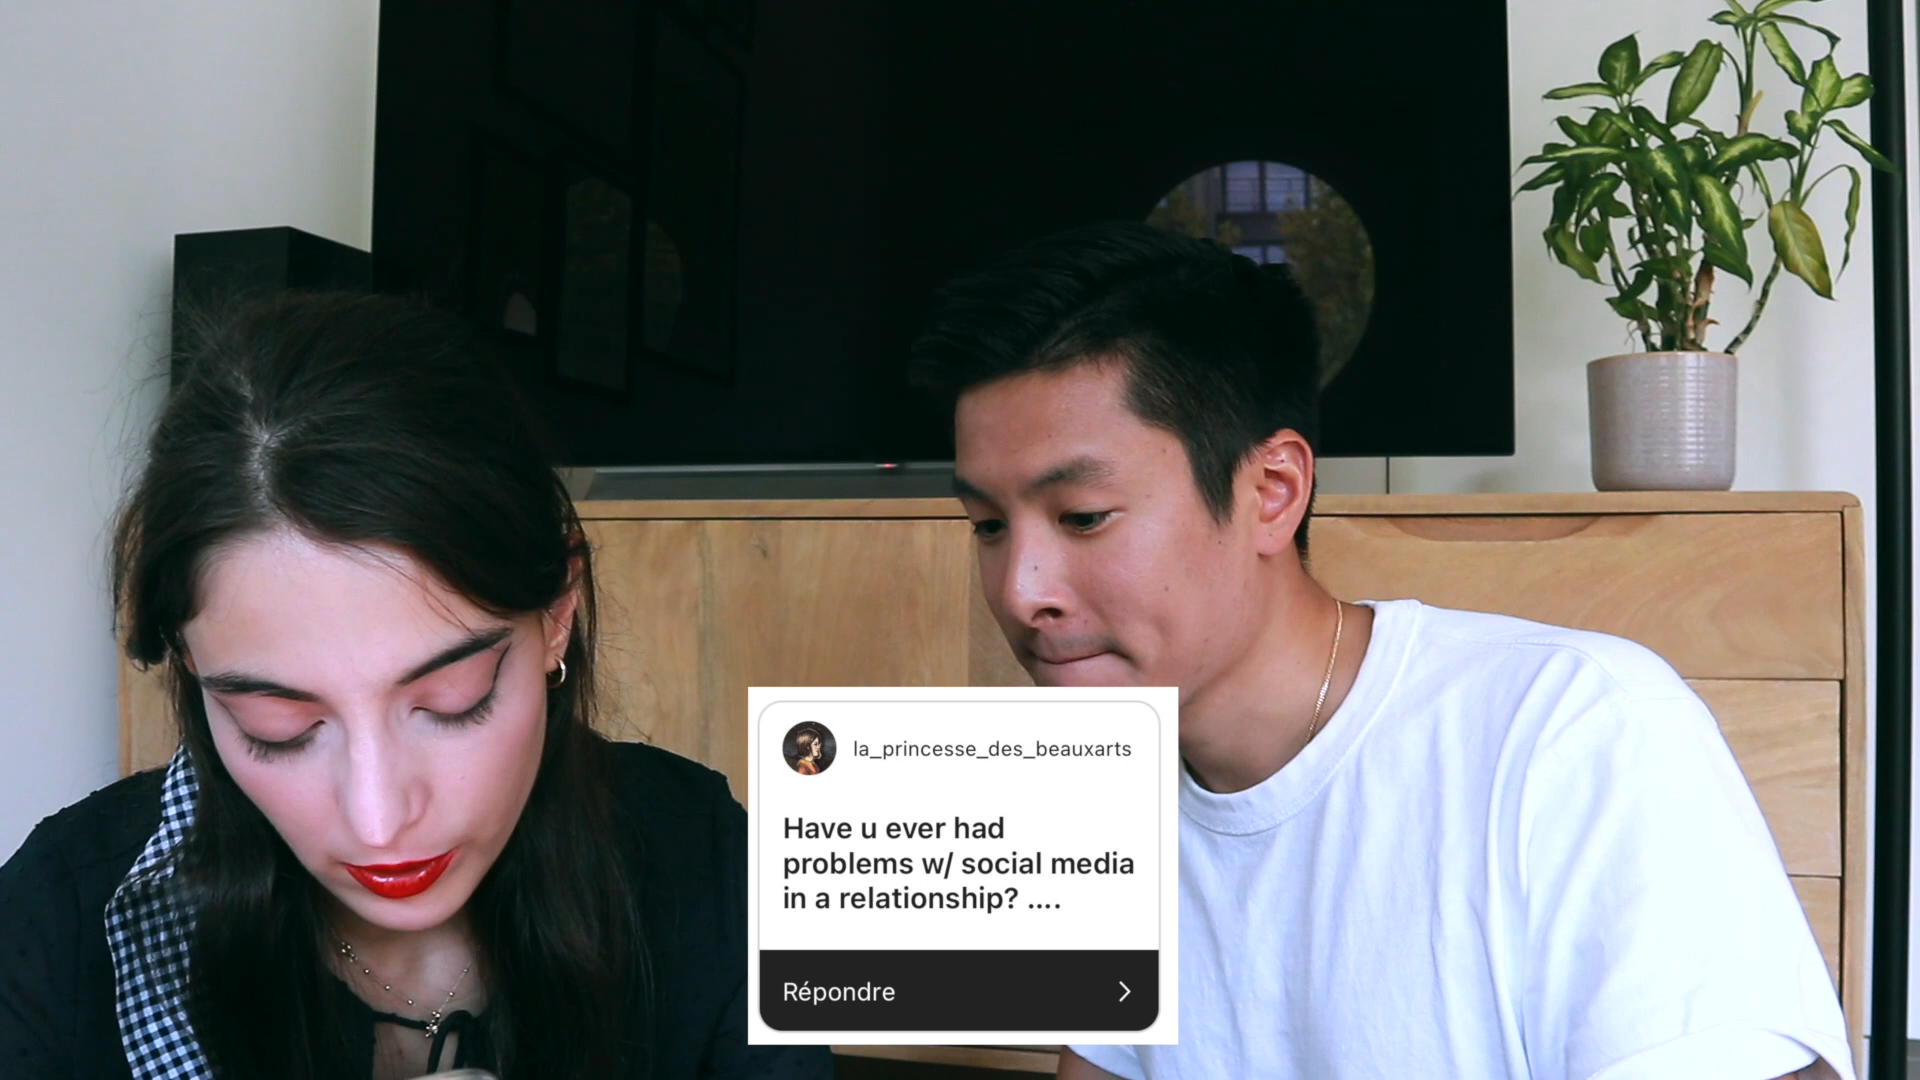 la_princesse_des_beauxarts
Have u ever had
problems w/ social media
in a relationship? ....
Répondre